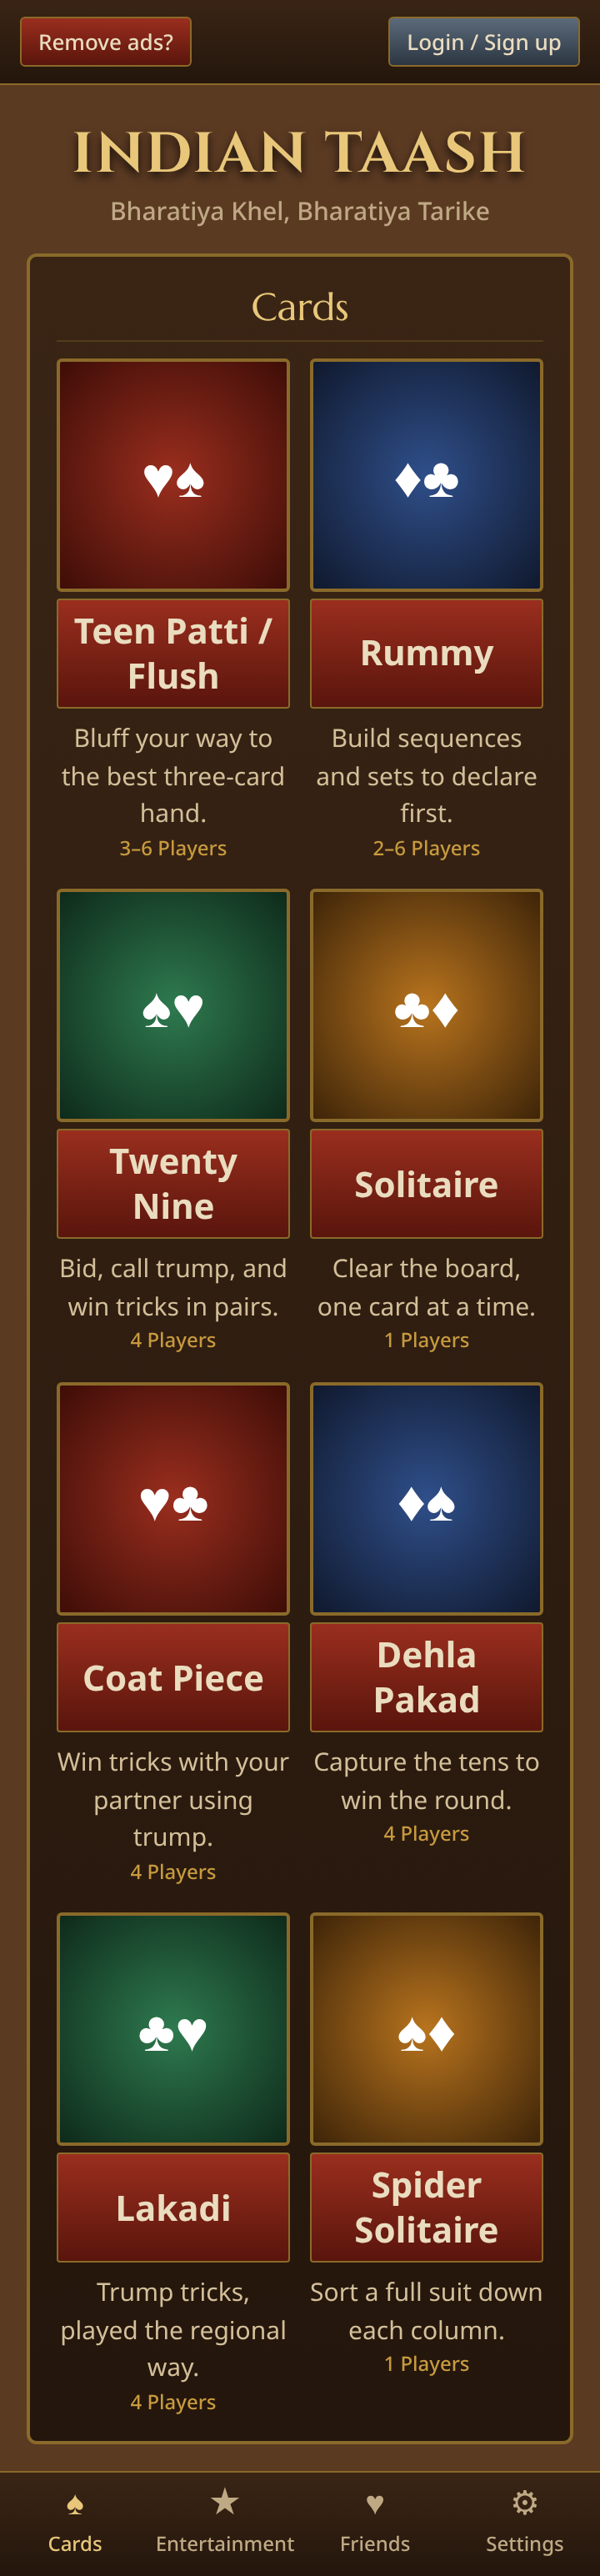 Remove ads?
Login / Sign up
INDIAN TAASH
Bharatiya Khel, Bharatiya Tarike
Cards
♥♠
♦♣
Teen Patti /
Flush
Rummy
Bluff your way to
the best three-card
hand.
3–6 Players
Build sequences
and sets to declare
first.
2–6 Players
♠♥
♣♦
Twenty
Nine
Solitaire
Bid, call trump, and
win tricks in pairs.
4 Players
Clear the board,
one card at a time.
1 Players
♥♣
♦♠
Coat Piece
Dehla
Pakad
Win tricks with your
partner using
trump.
4 Players
Capture the tens to
win the round.
4 Players
♣♥
♠♦
Lakadi
Spider
Solitaire
Trump tricks,
played the regional
way.
4 Players
Sort a full suit down
each column.
1 Players
Cards
Entertainment
Friends
Settings